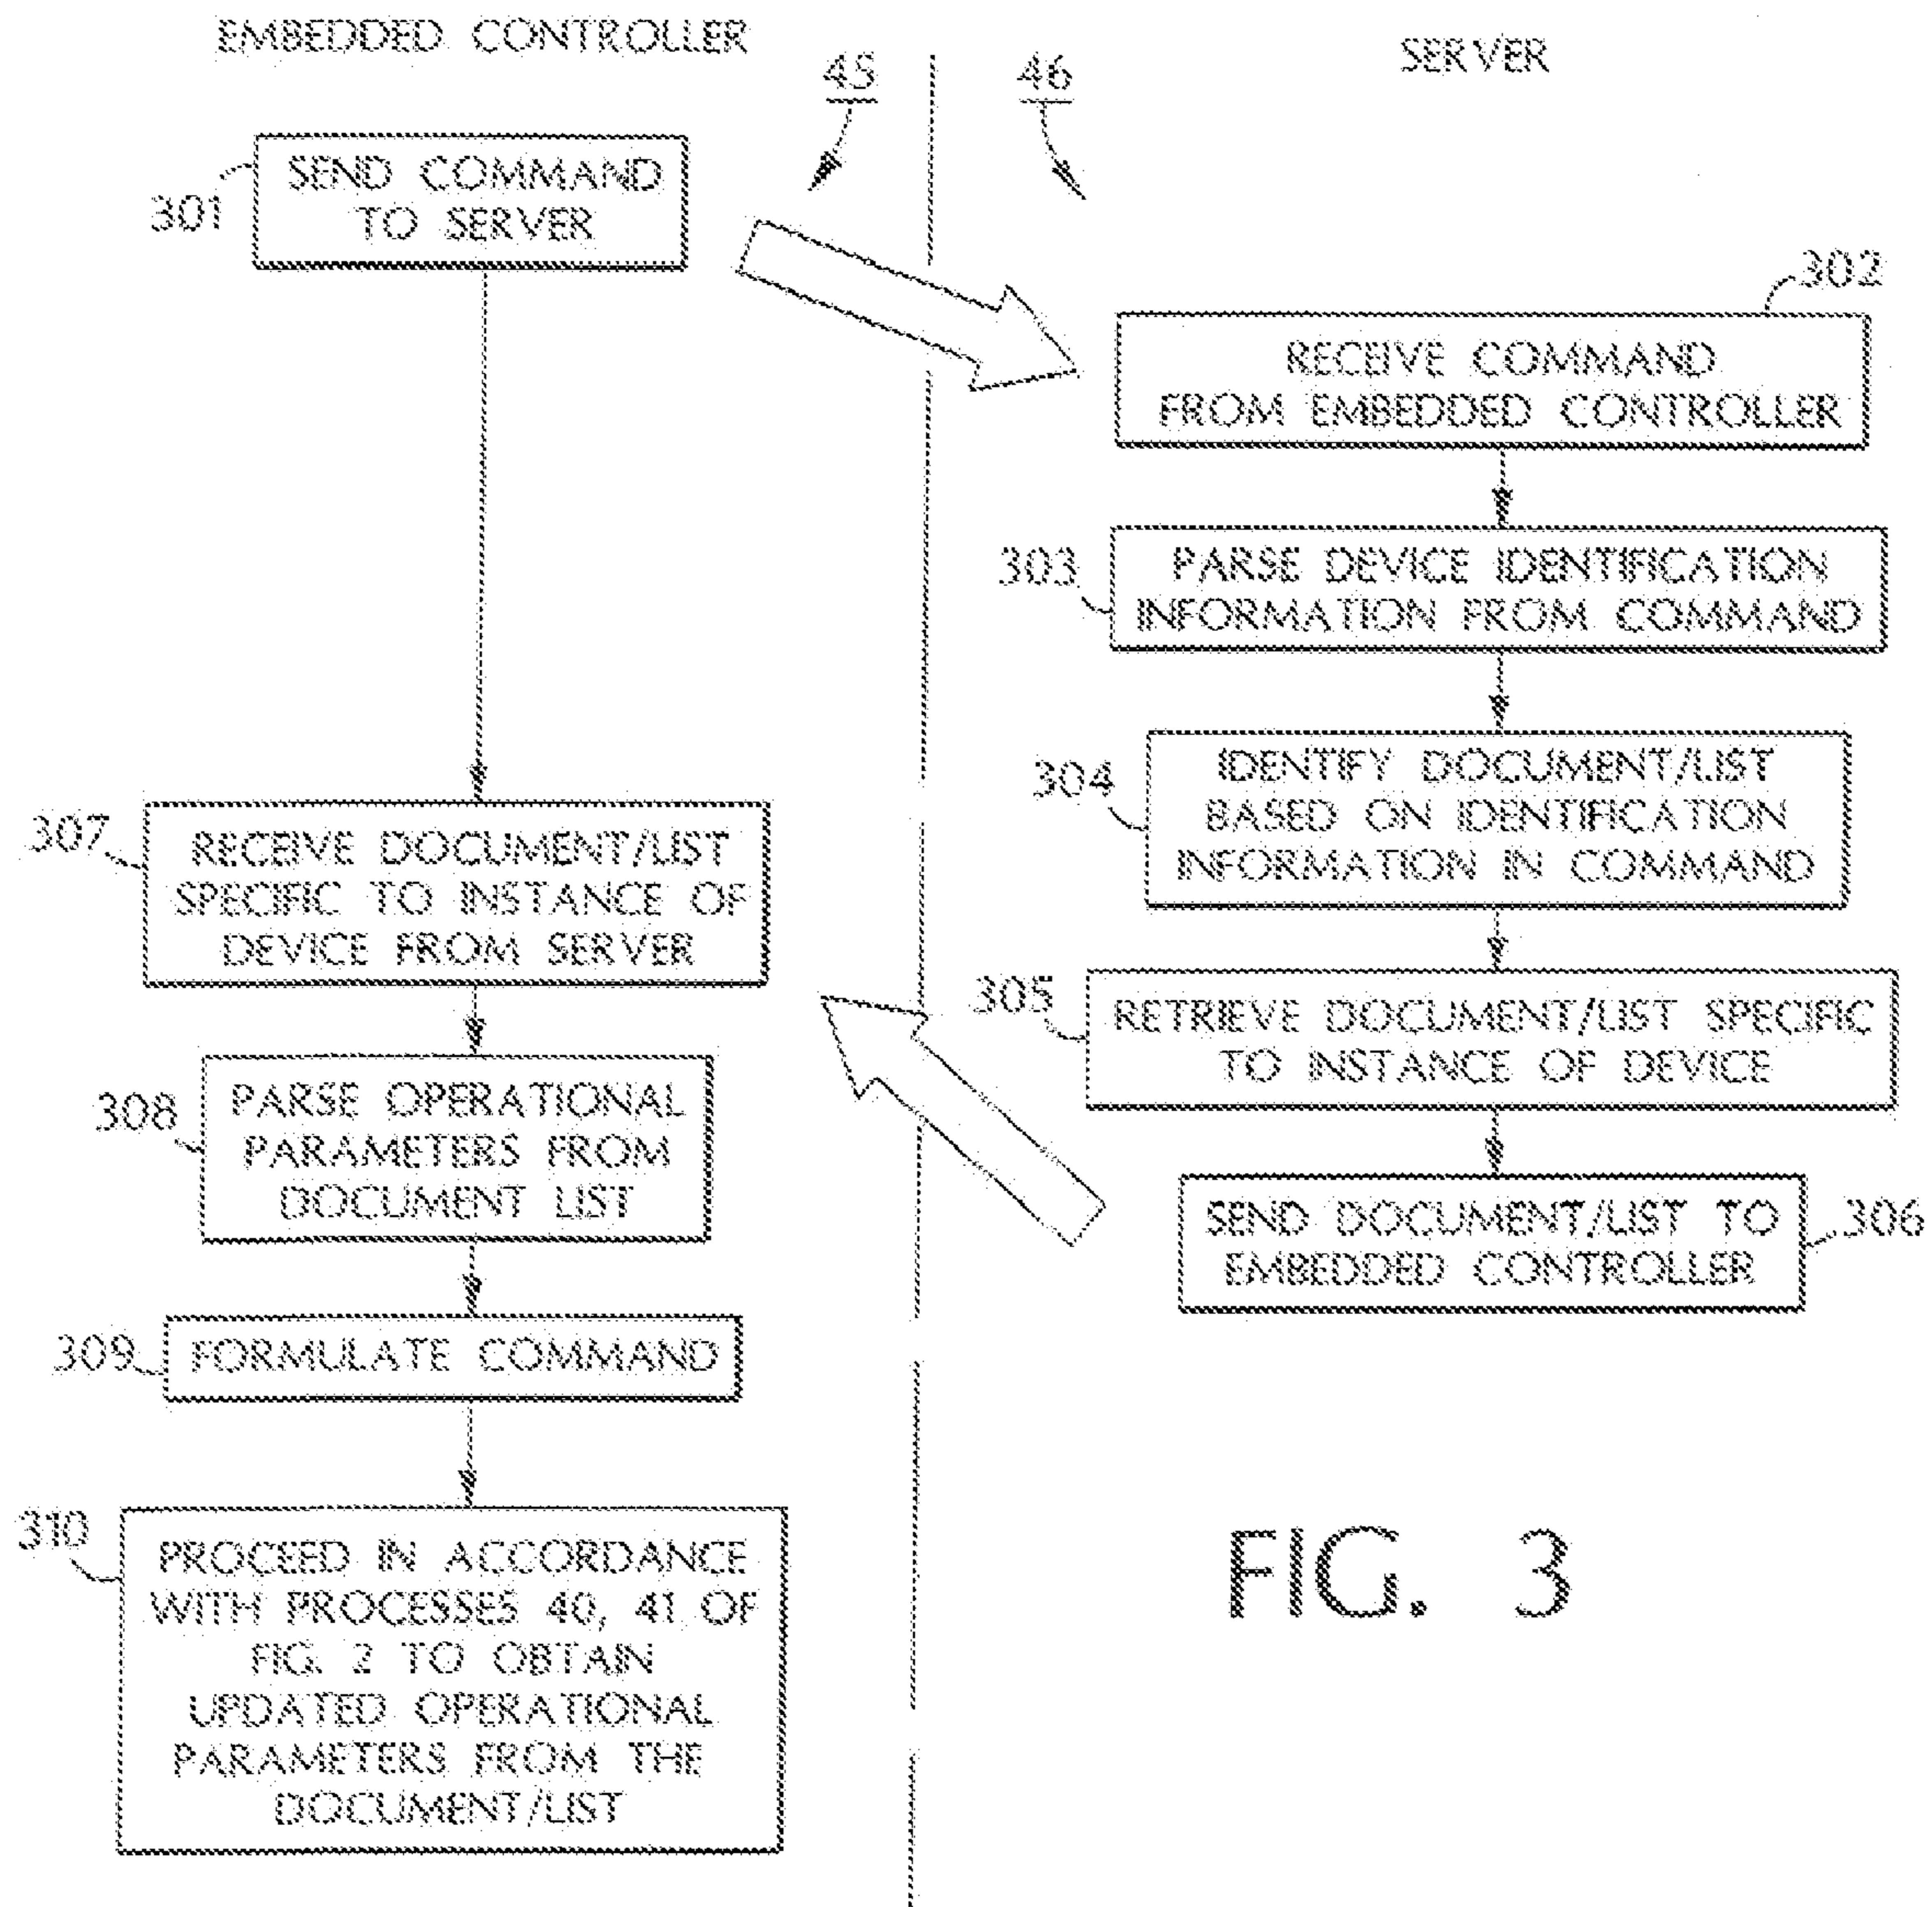 EMBEDDED CONTROLLER
45
46
SERVER
301
SEND COMMAND
TO SERVER
302
RECEIVE COMMAND
FROM EMBEDDED CONTROLLER
303
PARSE DEVICE IDENTIFICATION
INFORMATION FROM COMMAND
304
IDENTIFY DOCUMENT/LIST
BASED ON IDENTIFICATION
INFORMATION IN COMMAND
305
RETRIEVE DOCUMENT/LIST SPECIFIC
TO INSTANCE OF DEVICE
306
SEND DOCUMENT/LIST TO
EMBEDDED CONTROLLER
307
RECEIVE DOCUMENT/LIST
SPECIFIC TO INSTANCE OF
DEVICE FROM SERVER
308
PARSE OPERATIONAL
PARAMETERS FROM
DOCUMENT LIST
309
FORMULATE COMMAND
310
PROCEED IN ACCORDANCE
WITH PROCESSES 40, 41 OF
FIG. 2 TO OBTAIN
UPDATED OPERATIONAL
PARAMETERS FROM THE
DOCUMENT/LIST
FIG. 3